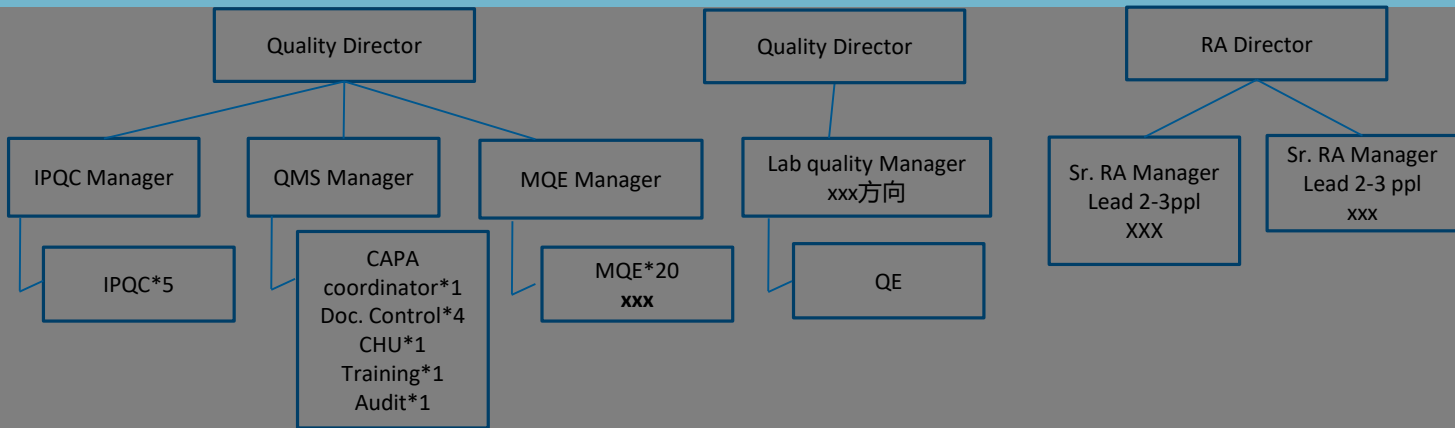 Quality Director
Quality Director
RA Director
IPQC Manager
QMS Manager
MQE Manager
Lab quality Manager
xxx方向
Sr. RA Manager
Lead 2-3ppl
XXX
Sr. RA Manager
Lead 2-3 ppl
xxx
IPQC*5
CAPA
coordinator*1
Doc. Control*4
CHU*1
Training*1
Audit*1
MQE*20
xxx
QE